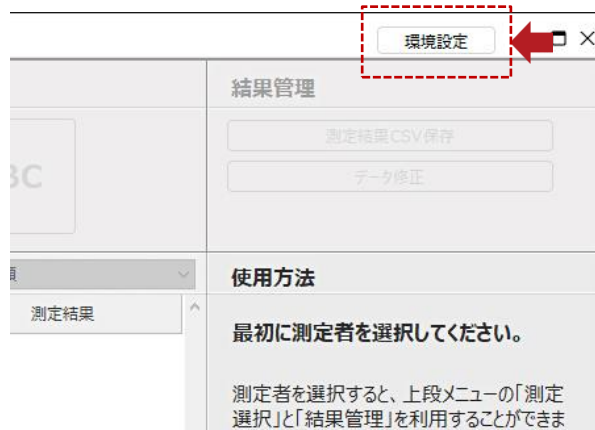 環境設定
結果管理
測定結果CSV保存
データ修正
BC
使用方法
測定結果
最初に測定者を選択してください。
測定者を選択すると、上段メニューの「測定
選択」と「結果管理」を利用することができま